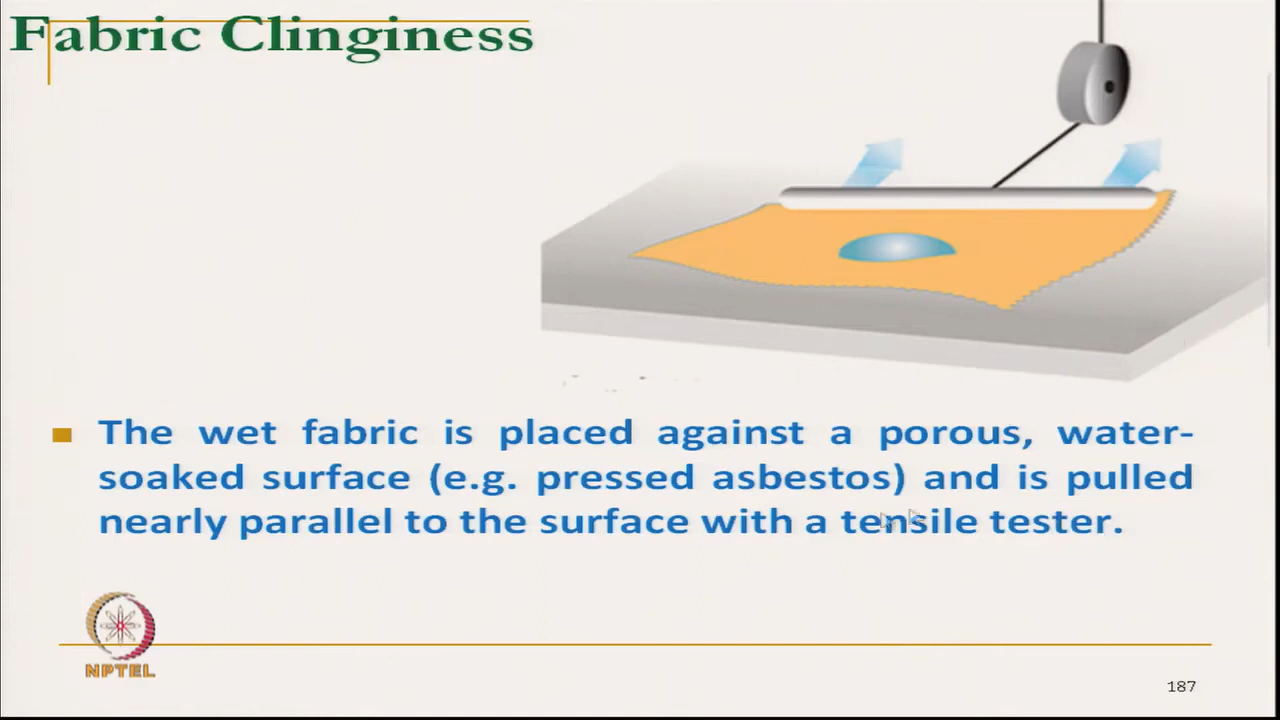 Fabric Clinginess
The wet fabric is placed against a porous, water-
soaked surface (e.g. pressed asbestos) and is pulled
nearly parallel to the surface with a tensile tester.
NPTEL
187